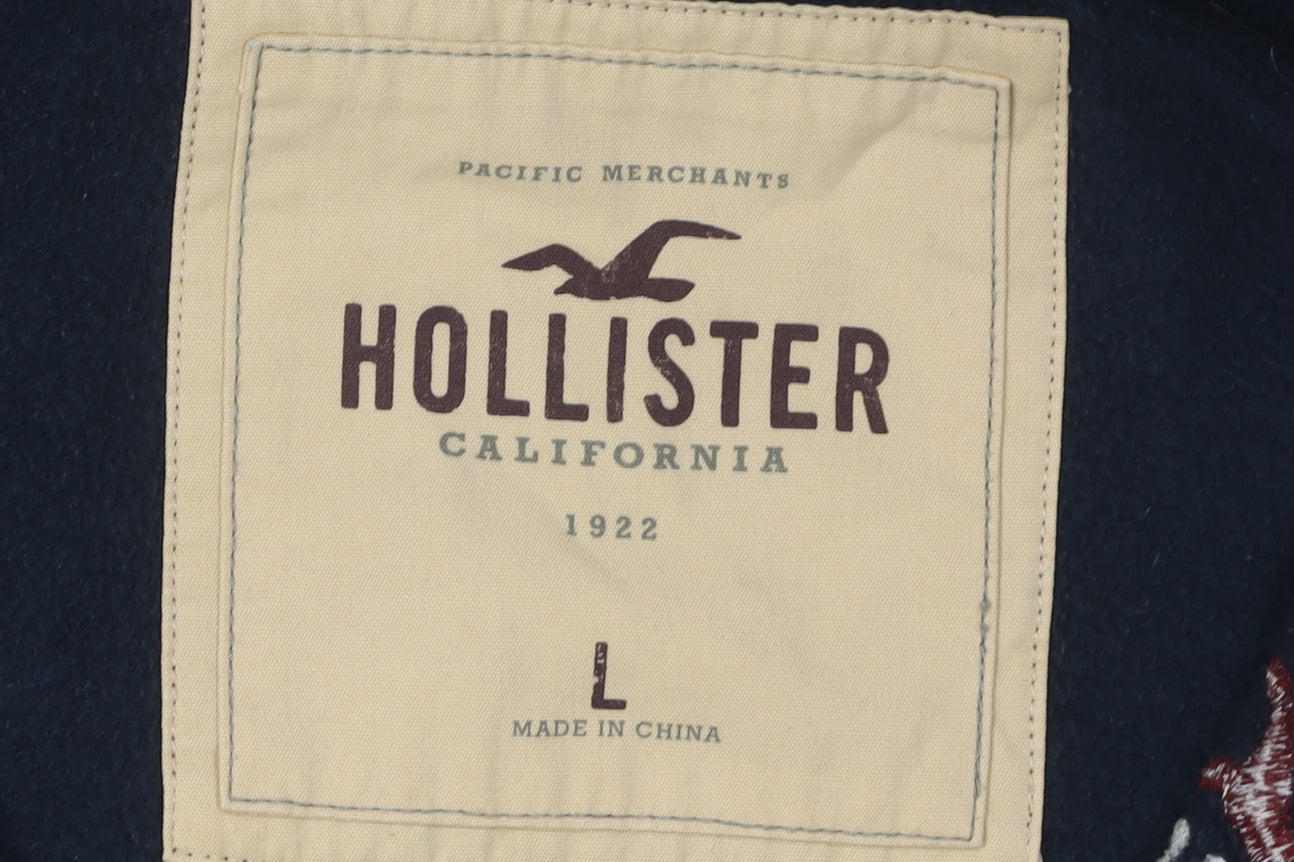 PACIFIC MERCHANTS
HOLLISTER
CALIFORNIA
1922
L
MADE IN CHINA